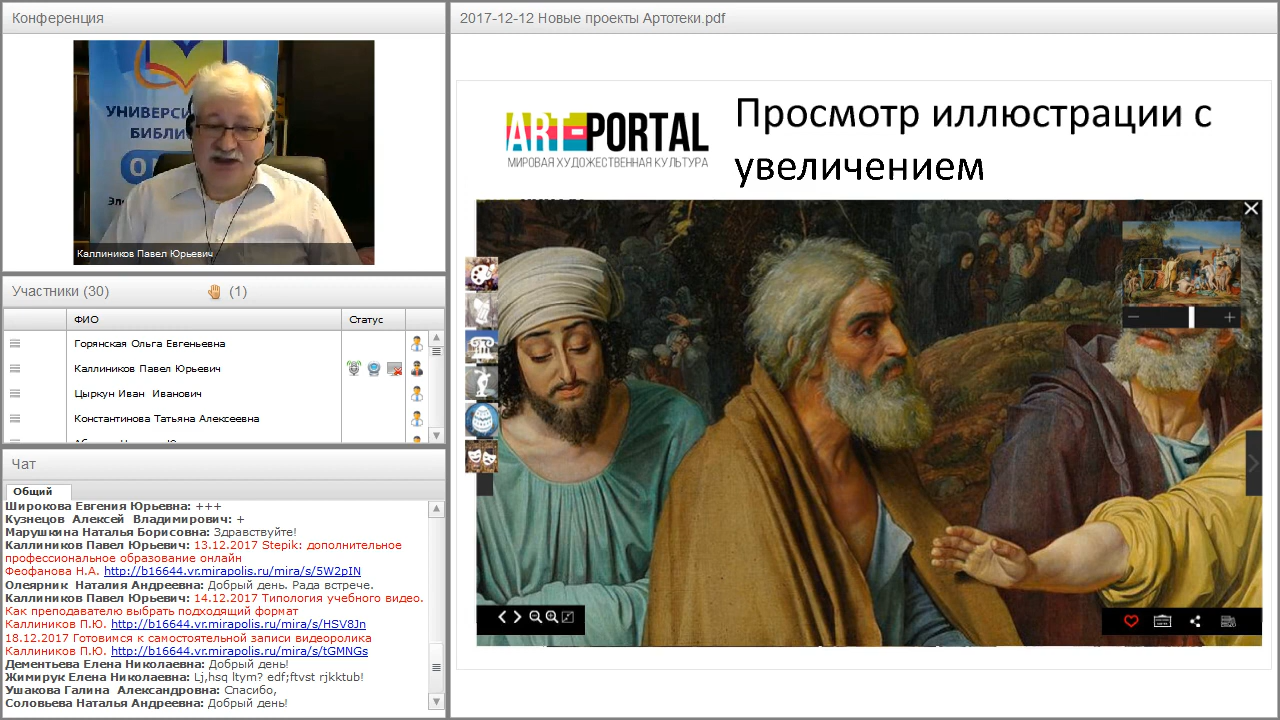 Конференция
УНИВЕРСИ
БИБЛИ
Каллиников Павел Юрьевич
Участники (30)
(1)
ФИО Статус
Горянская Ольга Евгеньевна
Каллиников Павел Юрьевич
Цыркун Иван Иванович
Константинова Татьяна Алексеевна
Чат
Общий
Широкова Евгения Юрьевна: +++
Кузнецов Алексей Владимирович: +
Марушкина Наталья Борисовна: Здравствуйте!
Каллиников Павел Юрьевич: 13.12.2017 Stepik: дополнительное
профессиональное образование онлайн
Феофанова Н.А. http://b16644.vr.mirapolis.ru/mira/s/5W2pIN
Олеярник Наталия Андреевна: Добрый день. Рада встрече.
Каллиников Павел Юрьевич: 14.12.2017 Типология учебного видео.
Как преподавателю выбрать подходящий формат
Каллиников П.Ю. http://b16644.vr.mirapolis.ru/mira/s/HSV8Jn
18.12.2017 Готовимся к самостоятельной записи видеоролика
Каллиников П.Ю. http://b16644.vr.mirapolis.ru/mira/s/tGMNGs
Дементьева Елена Николаевна: Добрый день!
Жимирук Елена Николаевна: Lj,hsq ltym? edf;ftvst rjkktub!
Ушакова Галина Александровна: Спасибо,
Соловьева Наталья Андреевна: Добрый день!
2017-12-12 Новые проекты Артотеки.pdf
ART-PORTAL
МИРОВАЯ ХУДОЖЕСТВЕННАЯ КУЛЬТУРА
Просмотр иллюстрации с
увеличением